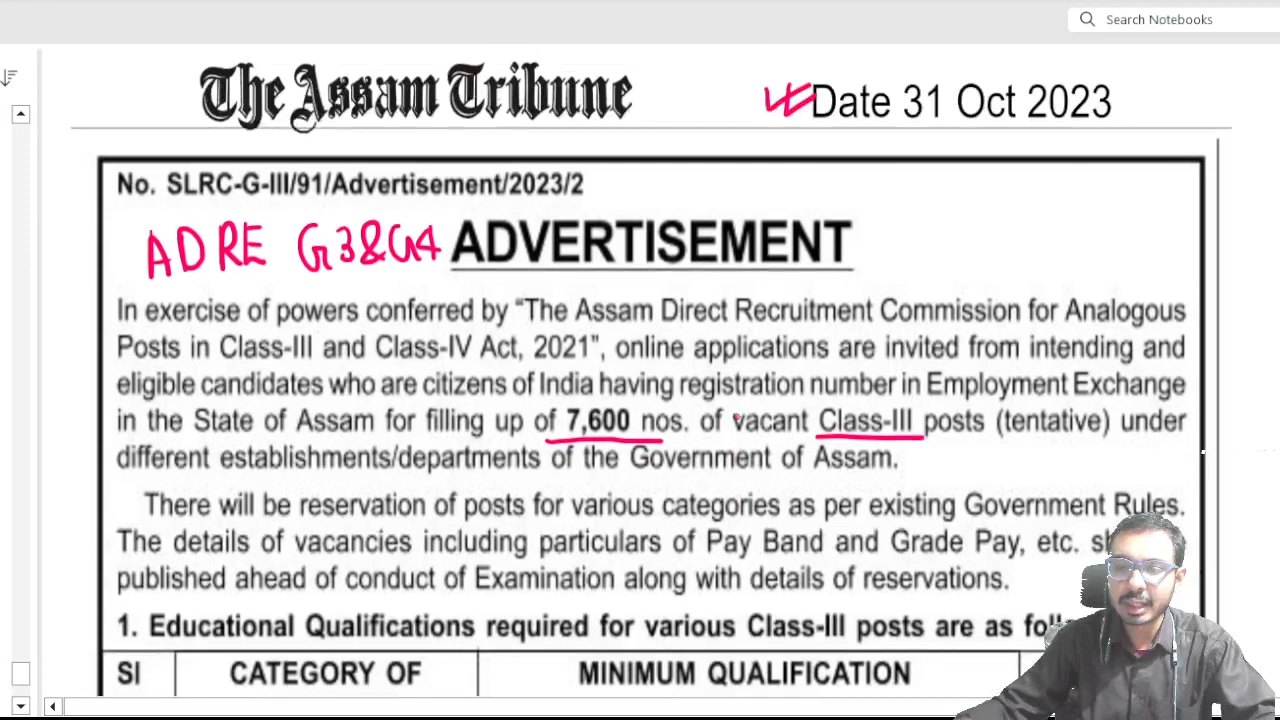 Search Notebooks
The Assam Tribune
Date 31 Oct 2023
No. SLRC-G-III/91/Advertisement/2023/2
ADRE G3&G4 ADVERTISEMENT
In exercise of powers conferred by “The Assam Direct Recruitment Commission for Analogous
Posts in Class-III and Class-IV Act, 2021”, online applications are invited from intending and
eligible candidates who are citizens of India having registration number in Employment Exchange
in the State of Assam for filling up of 7,600 nos. of vacant Class-III posts (tentative) under
different establishments/departments of the Government of Assam.
There will be reservation of posts for various categories as per existing Government Rules.
The details of vacancies including particulars of Pay Band and Grade Pay, etc.
published ahead of conduct of Examination along with details of reservations.
1. Educational Qualifications required for various Class-III posts are as
SI CATEGORY OF MINIMUM QUALIFICATION